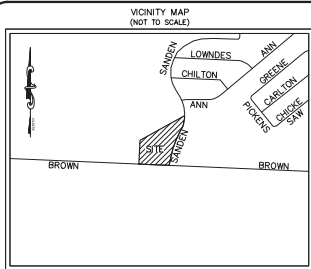 VICINITY MAP
(NOT TO SCALE)
SANDEN
LOWNDES
ANN
CHILTON
GREENE
ANN
CARLTON
PICKENS
CHICKE
SAW
SITE
SANDEN
BROWN
BROWN